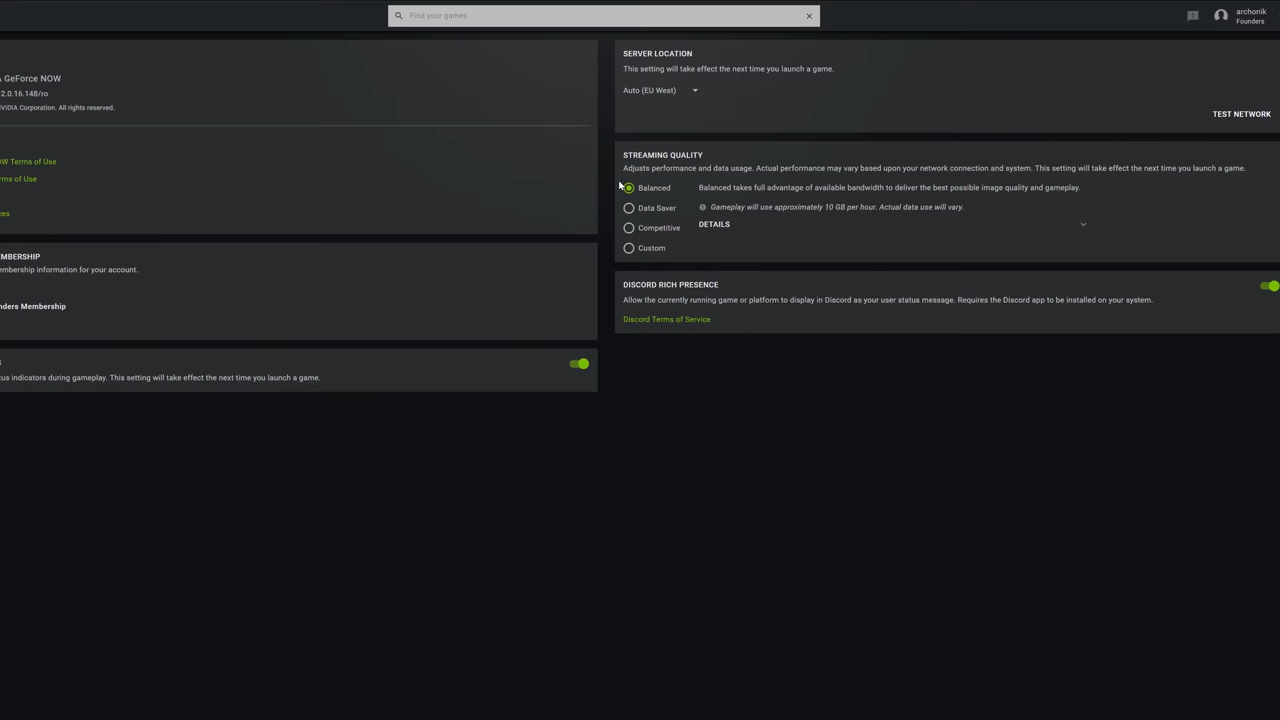 Find your games
archonik
Founders
A GeForce NOW
2.0.16.148/ro
VIDIA Corporation. All rights reserved.
OW Terms of Use
rms of Use
ces
EMBERSHIP
embership information for your account.
nders Membership
S
tus indicators during gameplay. This setting will take effect the next time you launch a game.
SERVER LOCATION
This setting will take effect the next time you launch a game.
Auto (EU West)
TEST NETWORK
STREAMING QUALITY
Adjusts performance and data usage. Actual performance may vary based upon your network connection and system. This setting will take effect the next time you launch a game.
Balanced
Balanced takes full advantage of available bandwidth to deliver the best possible image quality and gameplay.
Data Saver
Gameplay will use approximately 10 GB per hour. Actual data use will vary.
Competitive
DETAILS
Custom
DISCORD RICH PRESENCE
Allow the currently running game or platform to display in Discord as your user status message. Requires the Discord app to be installed on your system.
Discord Terms of Service